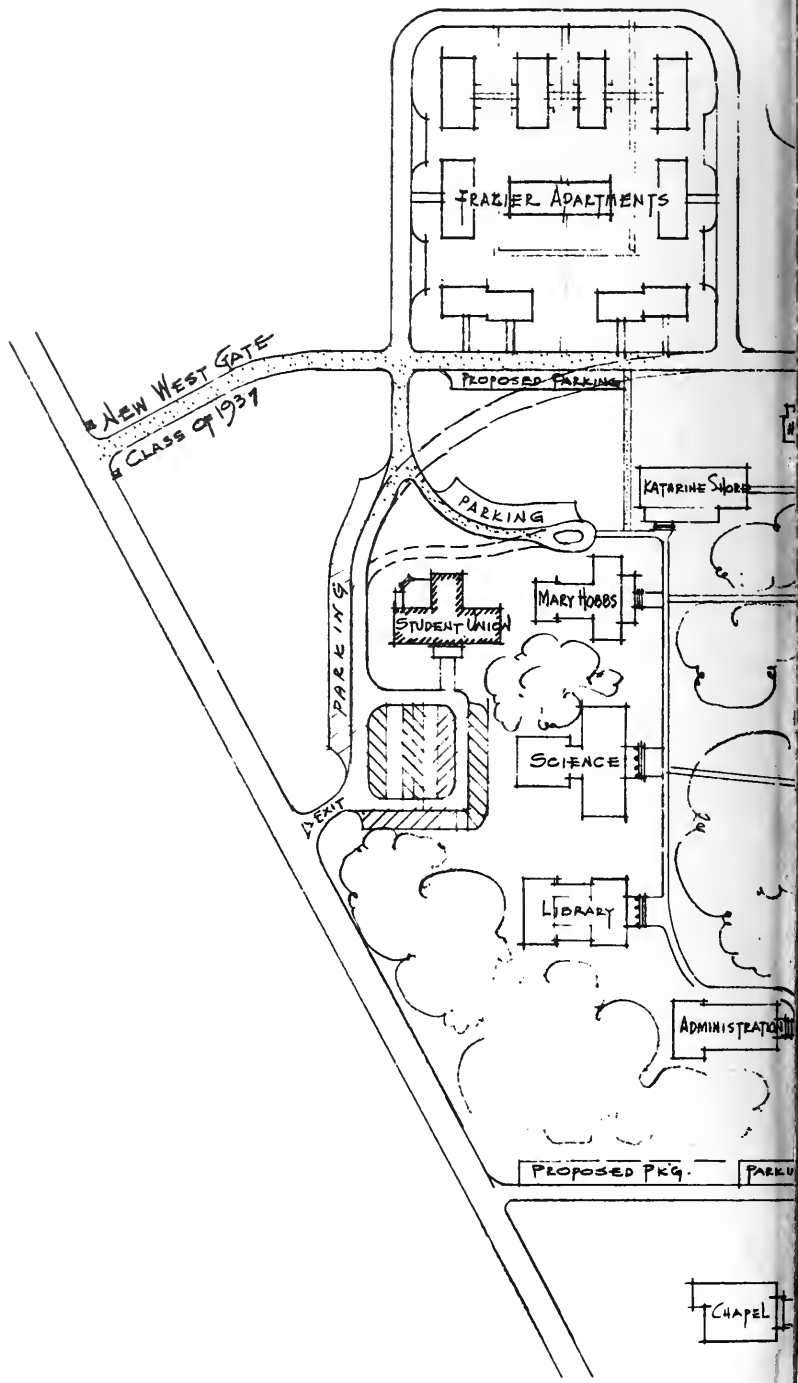 FRAZIER APARTMENTS
NEW WEST GATE
CLASS OF 1937
PROPOSED PARKING
KATHRINE SHORE
PARKING
PARKING
MARY HOBBS
STUDENT UNION
SCIENCE
EXIT
LIBRARY
ADMINISTRATION
PROPOSED PKG.
CHAPEL